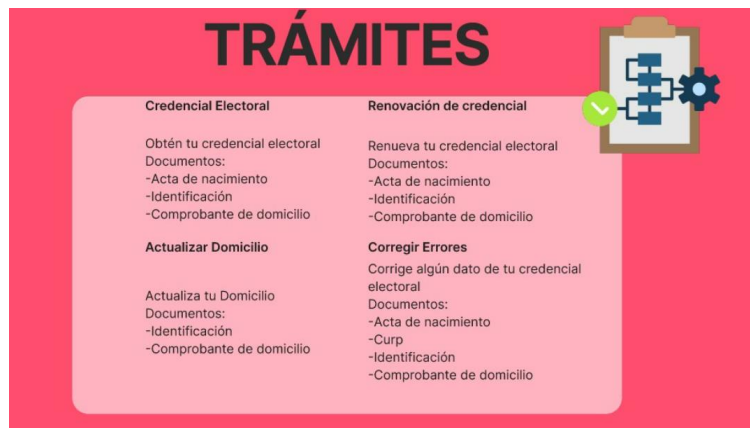 TRÁMITES
Credencial Electoral
Obtén tu credencial electoral
Documentos:
-Acta de nacimiento
-Identificación
-Comprobante de domicilio
Renovación de credencial
Renueva tu credencial electoral
Documentos:
-Acta de nacimiento
-Identificación
-Comprobante de domicilio
Actualizar Domicilio
Actualiza tu Domicilio
Documentos:
-Identificación
-Comprobante de domicilio
Corregir Errores
Corrige algún dato de tu credencial
electoral
Documentos:
-Acta de nacimiento
-Curp
-Identificación
-Comprobante de domicilio